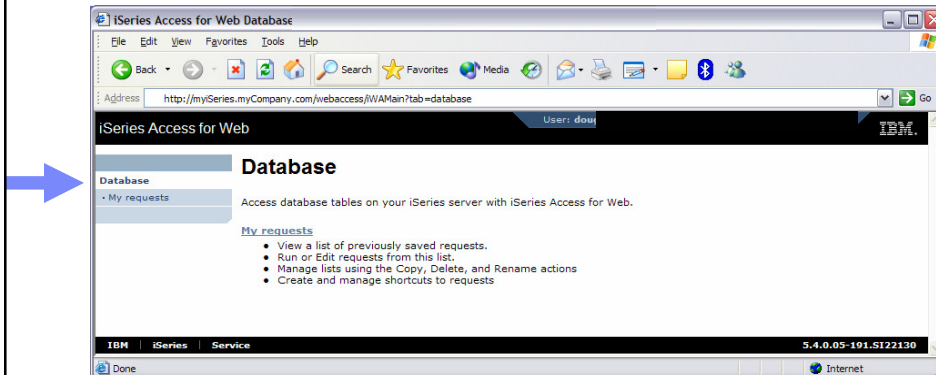 iSeries Access for Web Database
File Edit View Favorites Tools Help
Back Search Favorites Media
Address http://myiSeries.myCompany.com/webaccess/iWAMain?tab=database Go
iSeries Access for Web User: doug IBM.
Database
Database
• My requests
Access database tables on your iSeries server with iSeries Access for Web.
My requests
• View a list of previously saved requests.
• Run or Edit requests from this list.
• Manage lists using the Copy, Delete, and Rename actions
• Create and manage shortcuts to requests
IBM | iSeries | Service 5.4.0.05-191.SI22130
Done Internet